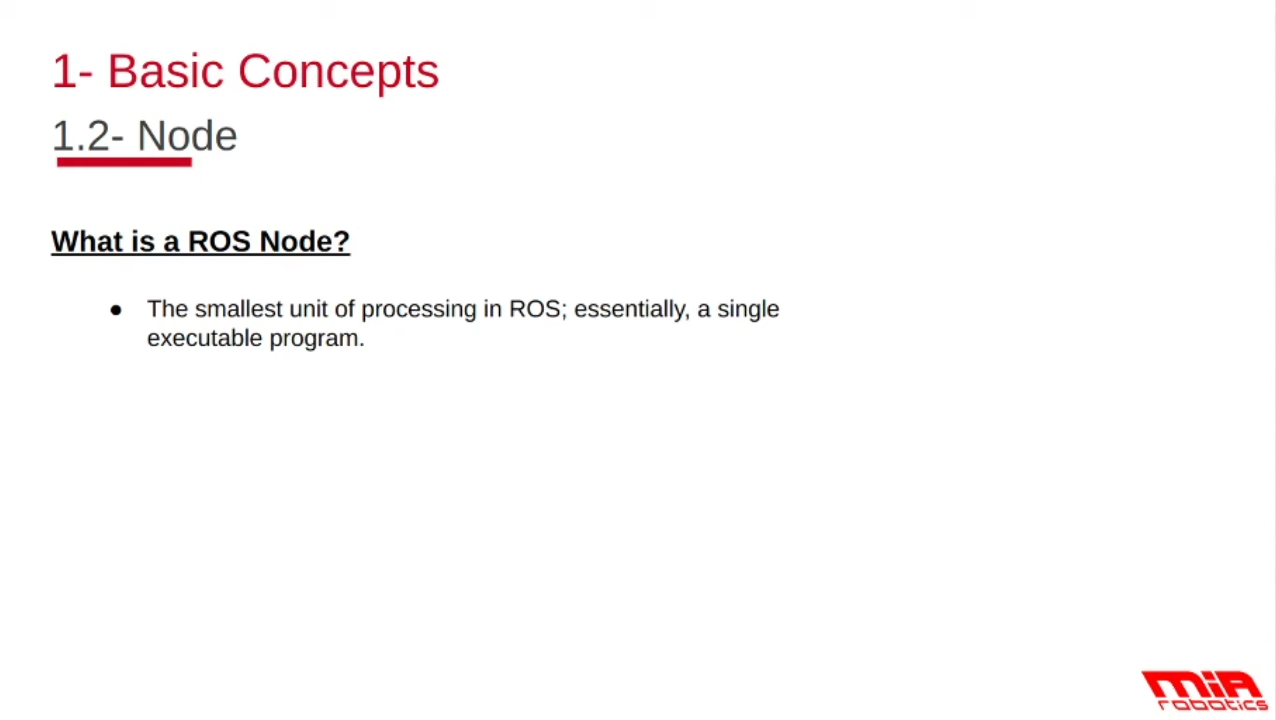 1- Basic Concepts
1.2- Node
What is a ROS Node?
● The smallest unit of processing in ROS; essentially, a single
executable program.
MIA
robotics